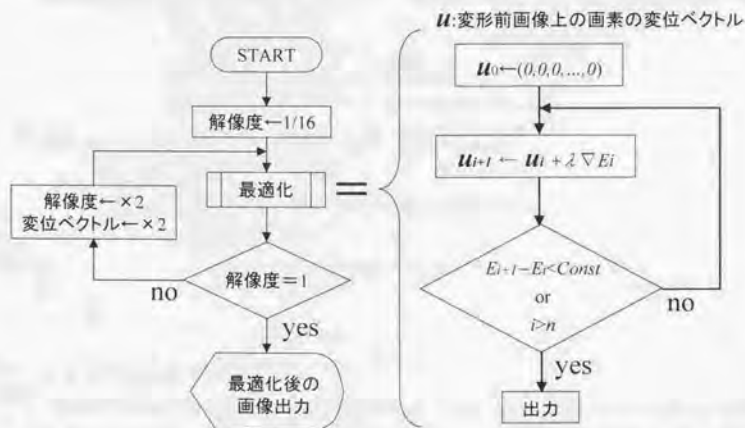 u:変形前画像上の画素の変位ベクトル
START
解像度←1/16
最適化
解像度←×2
変位ベクトル←×2
解像度＝1
no
yes
最適化後の
画像出力
=
u0←(0,0,0,...,0)
ui+1 ← ui + λ∇Ei
Ei+1−Ei<Const
or
i>n
no
yes
出力